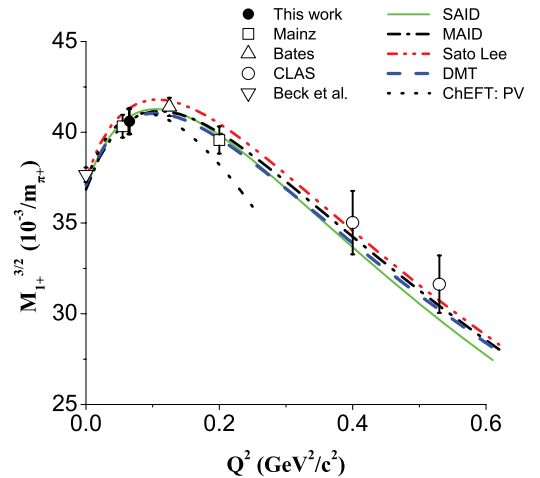 This work
Mainz
Bates
CLAS
Beck et al.
SAID
MAID
Sato Lee
DMT
ChEFT: PV
45
40
35
30
25
M₁₊^3/2 (10⁻³/mπ+)
0.0 0.2 0.4 0.6
Q² (GeV²/c²)